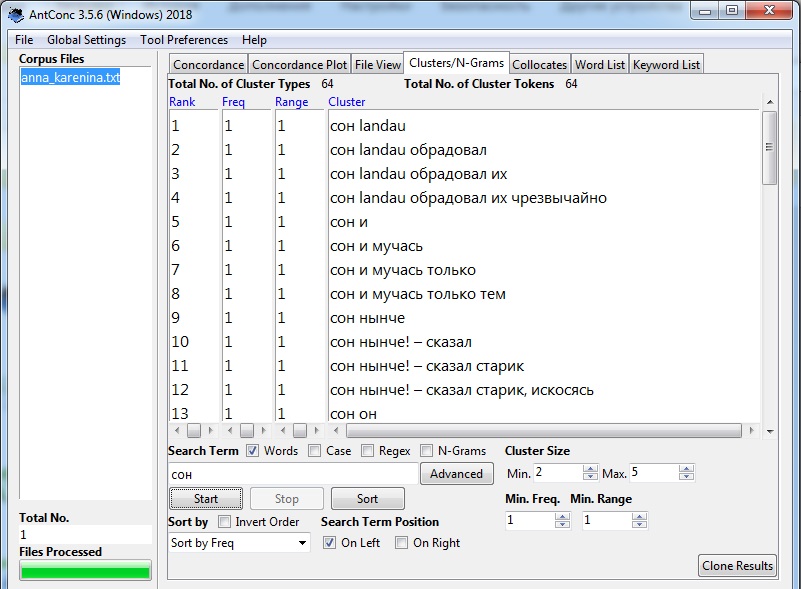 AntConc 3.5.6 (Windows) 2018
File Global Settings Tool Preferences Help
Corpus Files
anna_karenina.txt
Concordance Concordance Plot File View Clusters/N-Grams Collocates Word List Keyword List
Total No. of Cluster Types 64 Total No. of Cluster Tokens 64
Rank Freq Range Cluster
1 1 1 сон landau
2 1 1 сон landau обрадовал
3 1 1 сон landau обрадовал их
4 1 1 сон landau обрадовал их чрезвычайно
5 1 1 сон и
6 1 1 сон и мучась
7 1 1 сон и мучась только
8 1 1 сон и мучась только тем
9 1 1 сон нынче
10 1 1 сон нынче! – сказал
11 1 1 сон нынче! – сказал старик
12 1 1 сон нынче! – сказал старик, искосясь
13 1 1 сон он
Search Term Words Case Regex N-Grams Cluster Size
сон Advanced Min. 2 Max. 5
Start Stop Sort Min. Freq. Min. Range
Sort by Invert Order Search Term Position 1 1
Sort by Freq On Left On Right
Total No.
1
Files Processed
Clone Results